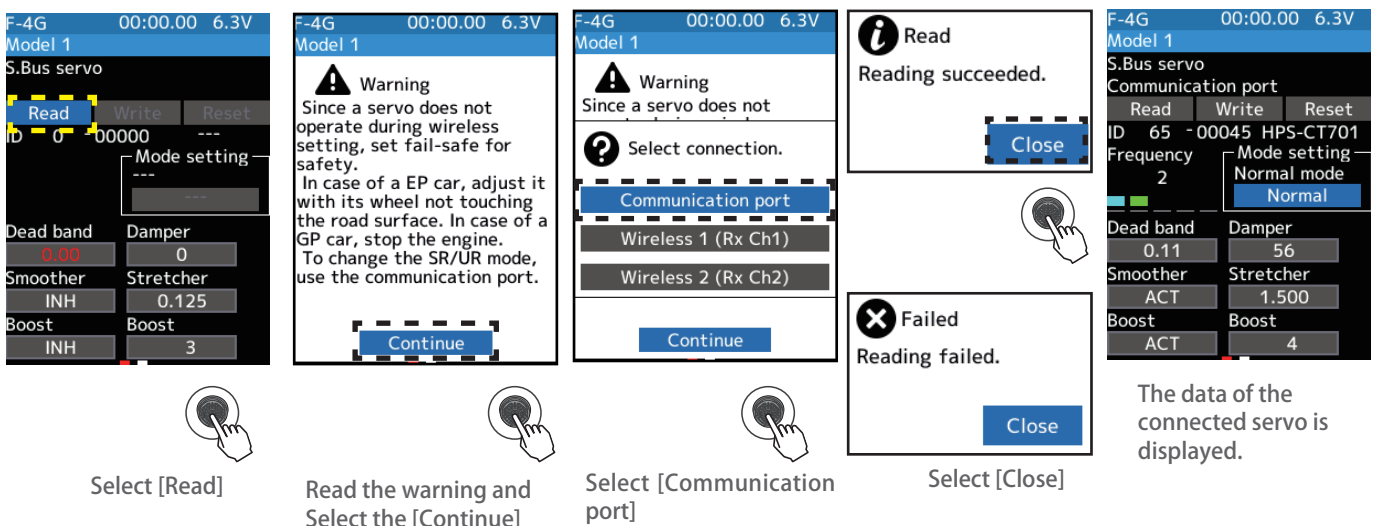 F-4G 00:00.00 6.3V
Model 1
S.Bus servo
Read Write Reset
ID 0 - 00000 ---
Mode setting
---
---
Dead band Damper
0.00 0
Smoother Stretcher
INH 0.125
Boost Boost
INH 3
Select [Read]
F-4G 00:00.00 6.3V
Model 1
Warning
Since a servo does not
operate during wireless
setting, set fail-safe for
safety.
In case of a EP car, adjust it
with its wheel not touching
the road surface. In case of a
GP car, stop the engine.
To change the SR/UR mode,
use the communication port.
Continue
Read the warning and
Select the [Continue]
F-4G 00:00.00 6.3V
Model 1
Warning
Since a servo does not
Select connection.
Communication port
Wireless 1 (Rx Ch1)
Wireless 2 (Rx Ch2)
Continue
Select [Communication
port]
Read
Reading succeeded.
Close
Failed
Reading failed.
Close
Select [Close]
F-4G 00:00.00 6.3V
Model 1
S.Bus servo
Communication port
Read Write Reset
ID 65 - 00045 HPS-CT701
Frequency Mode setting
2 Normal mode
Normal
Dead band Damper
0.11 56
Smoother Stretcher
ACT 1.500
Boost Boost
ACT 4
The data of the
connected servo is
displayed.